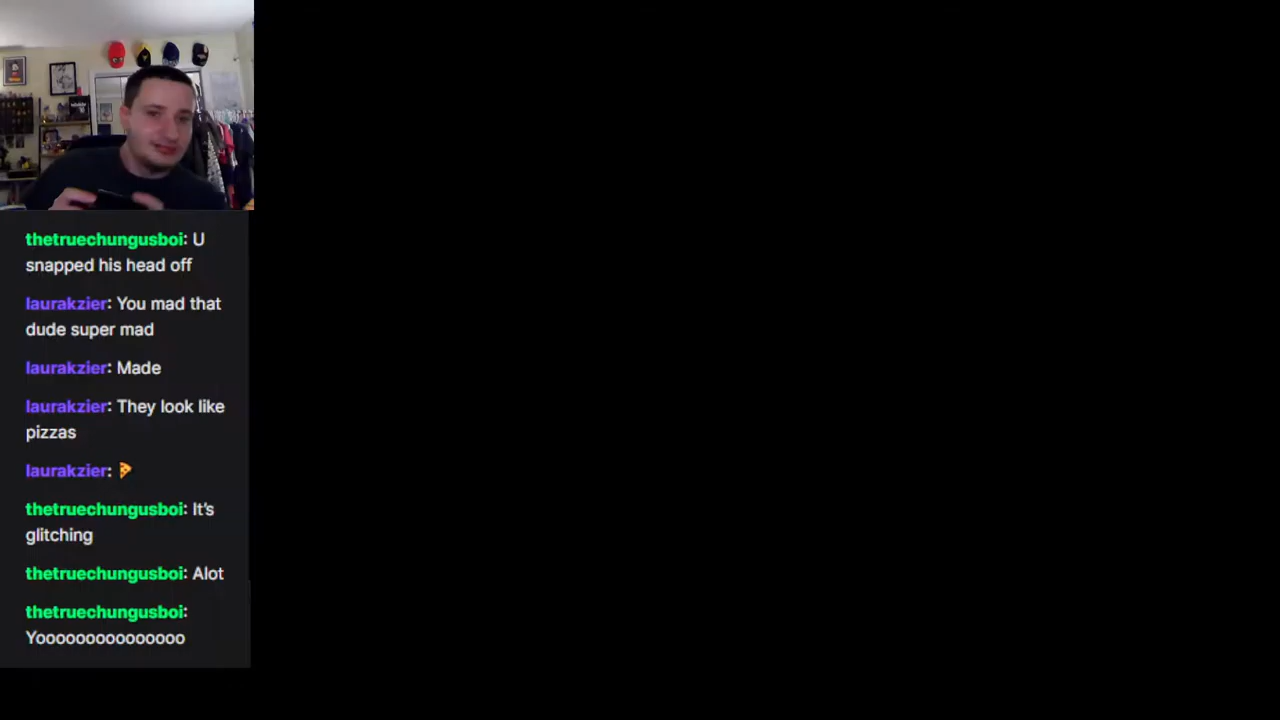 thetruechungusboi: U
snapped his head off
laurakzier: You mad that
dude super mad
laurakzier: Made
laurakzier: They look like
pizzas
laurakzier: 🍕
thetruechungusboi: It's
glitching
thetruechungusboi: Alot
thetruechungusboi:
Yooooooooooooooo